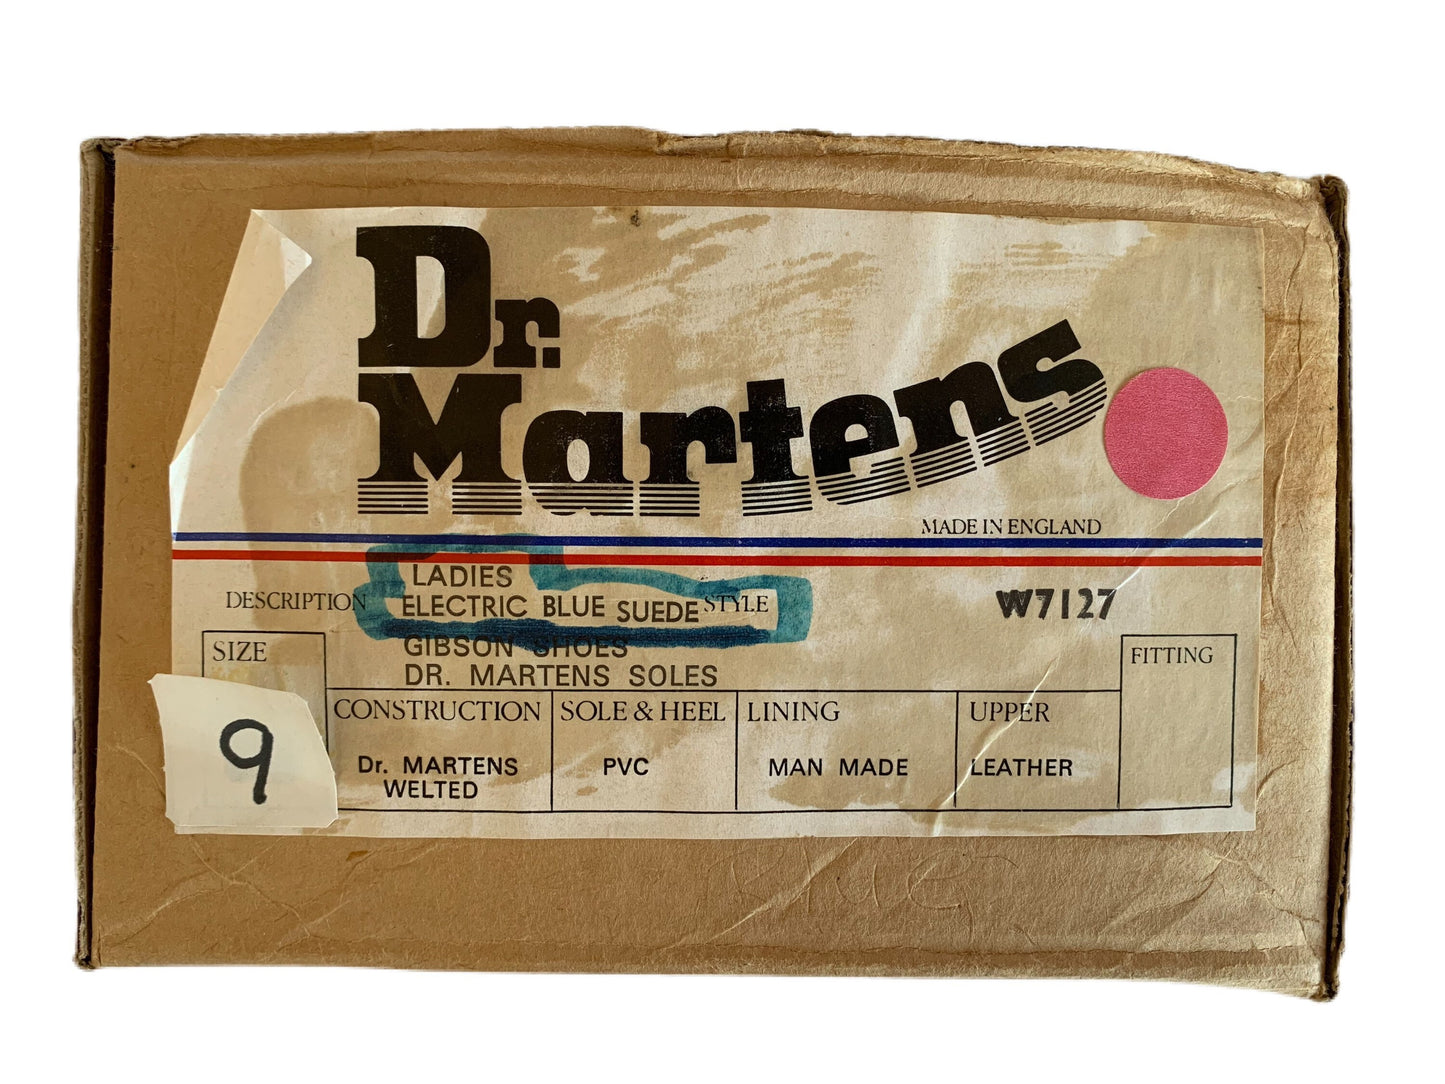 Dr.
Martens
MADE IN ENGLAND
LADIES
DESCRIPTION ELECTRIC BLUE SUEDE STYLE W7127
GIBSON SHOES
DR. MARTENS SOLES
SIZE
FITTING
9
CONSTRUCTION SOLE & HEEL LINING UPPER
Dr. MARTENS PVC MAN MADE LEATHER
WELTED